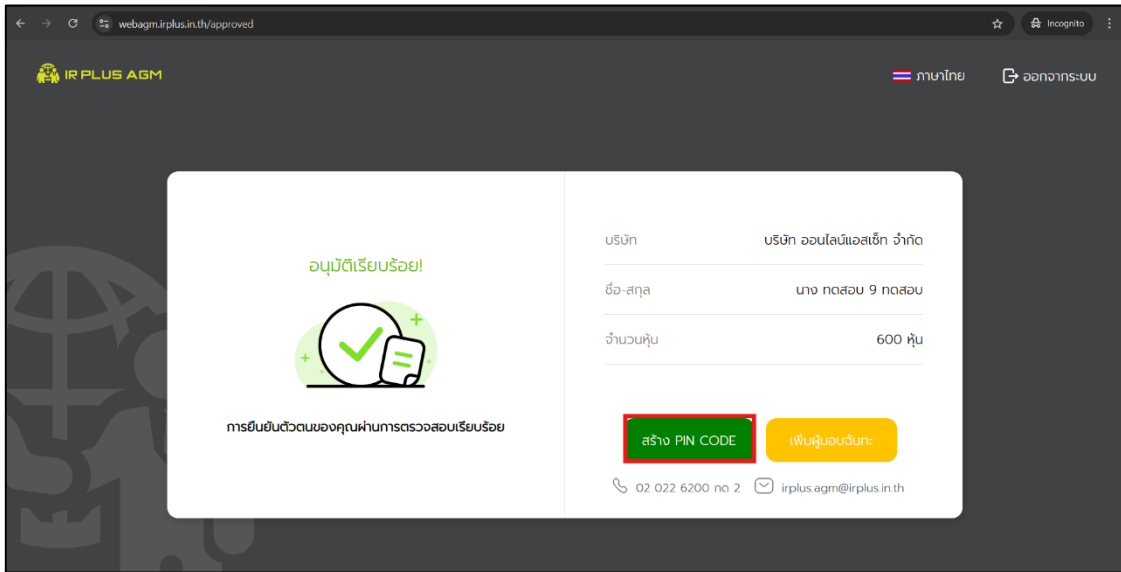 webagm.irplus.in.th/approved
Incognito
IR PLUS AGM
ภาษาไทย
ออกจากระบบ
อนุมัติเรียบร้อย!
การยืนยันตัวตนของคุณผ่านการตรวจสอบเรียบร้อย
บริษัท บริษัท ออนไลน์แอสเซ็ท จำกัด
ชื่อ-สกุล นาง ทดสอบ 9 ทดสอบ
จำนวนหุ้น 600 หุ้น
สร้าง PIN CODE
เพิ่มผู้มอบฉันทะ
02 022 6200 กด 2 irplus.agm@irplus.in.th